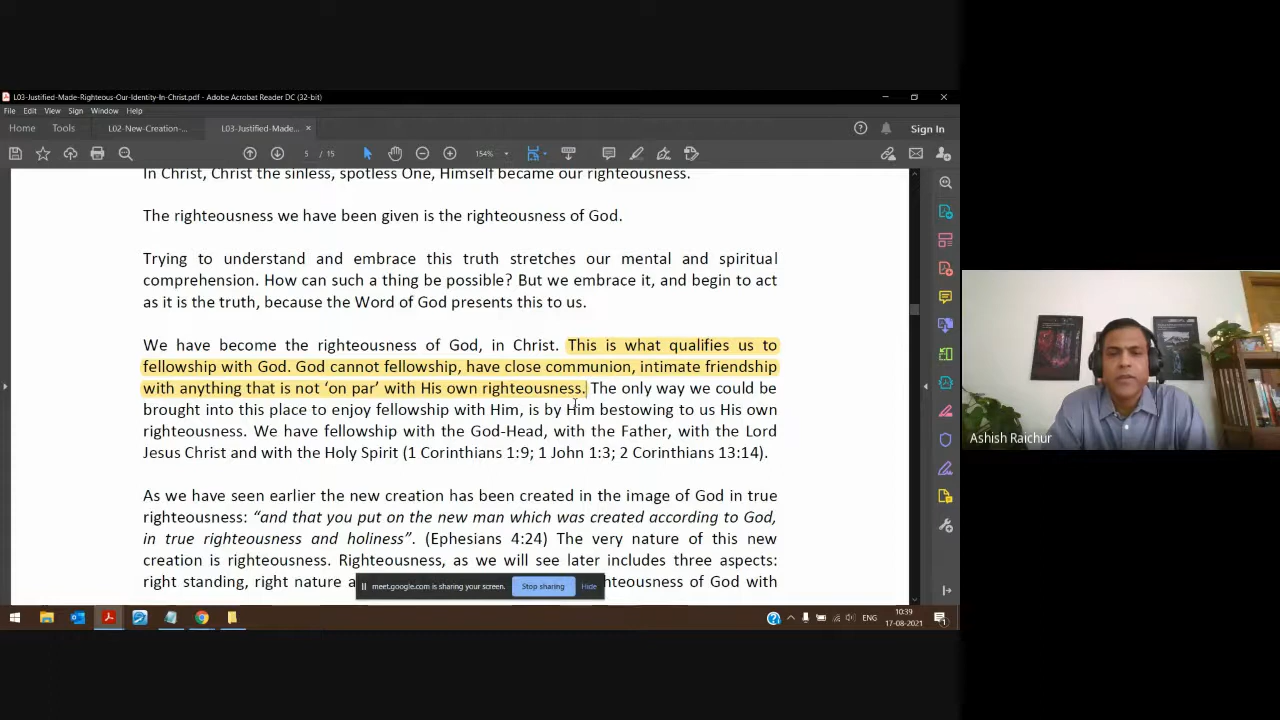 L03-Justified-Made-Righteous-Our-Identity-In-Christ.pdf - Adobe Acrobat Reader DC (32-bit)
File Edit View Sign Window Help
Home Tools L02-New-Creation-... L03-Justified-Made... × Sign In
5 / 15 154%
In Christ, Christ the sinless, spotless One, Himself became our righteousness.
The righteousness we have been given is the righteousness of God.
Trying to understand and embrace this truth stretches our mental and spiritual
comprehension. How can such a thing be possible? But we embrace it, and begin to act
as it is the truth, because the Word of God presents this to us.
We have become the righteousness of God, in Christ. This is what qualifies us to
fellowship with God. God cannot fellowship, have close communion, intimate friendship
with anything that is not ‘on par’ with His own righteousness. The only way we could be
brought into this place to enjoy fellowship with Him, is by Him bestowing to us His own
righteousness. We have fellowship with the God-Head, with the Father, with the Lord
Jesus Christ and with the Holy Spirit (1 Corinthians 1:9; 1 John 1:3; 2 Corinthians 13:14).
As we have seen earlier the new creation has been created in the image of God in true
righteousness: “and that you put on the new man which was created according to God,
in true righteousness and holiness”. (Ephesians 4:24) The very nature of this new
creation is righteousness. Righteousness, as we will see later includes three aspects:
right standing, right nature a hteousness of God with
meet.google.com is sharing your screen. Stop sharing Hide
Ashish Raichur
ENG
10:39
17-08-2021